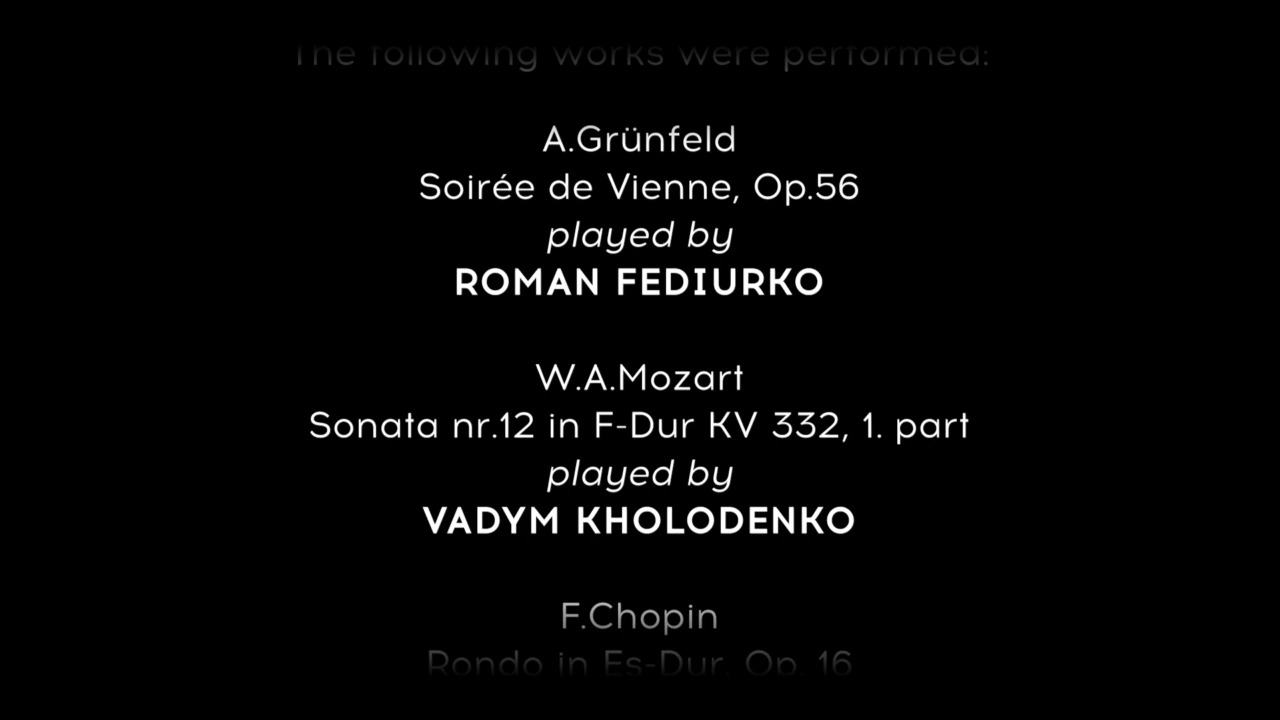 The following works were performed:
A.Grünfeld
Soirée de Vienne, Op.56
played by
ROMAN FEDIURKO
W.A.Mozart
Sonata nr.12 in F-Dur KV 332, 1. part
played by
VADYM KHOLODENKO
F.Chopin
Rondo in Es-Dur, Op. 16